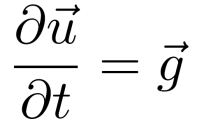 ∂u⃗/∂t = g⃗